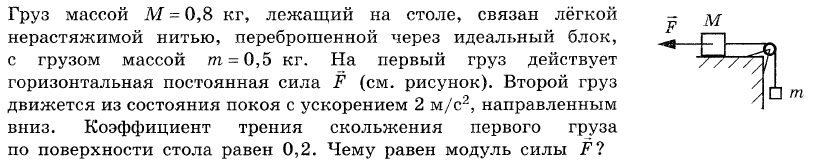 Груз массой M = 0,8 кг, лежащий на столе, связан лёгкой
нерастяжимой нитью, переброшенной через идеальный блок,
с грузом массой m = 0,5 кг. На первый груз действует
горизонтальная постоянная сила F⃗ (см. рисунок). Второй груз
движется из состояния покоя с ускорением 2 м/с², направленным
вниз. Коэффициент трения скольжения первого груза
по поверхности стола равен 0,2. Чему равен модуль силы F⃗?
F⃗ M
m